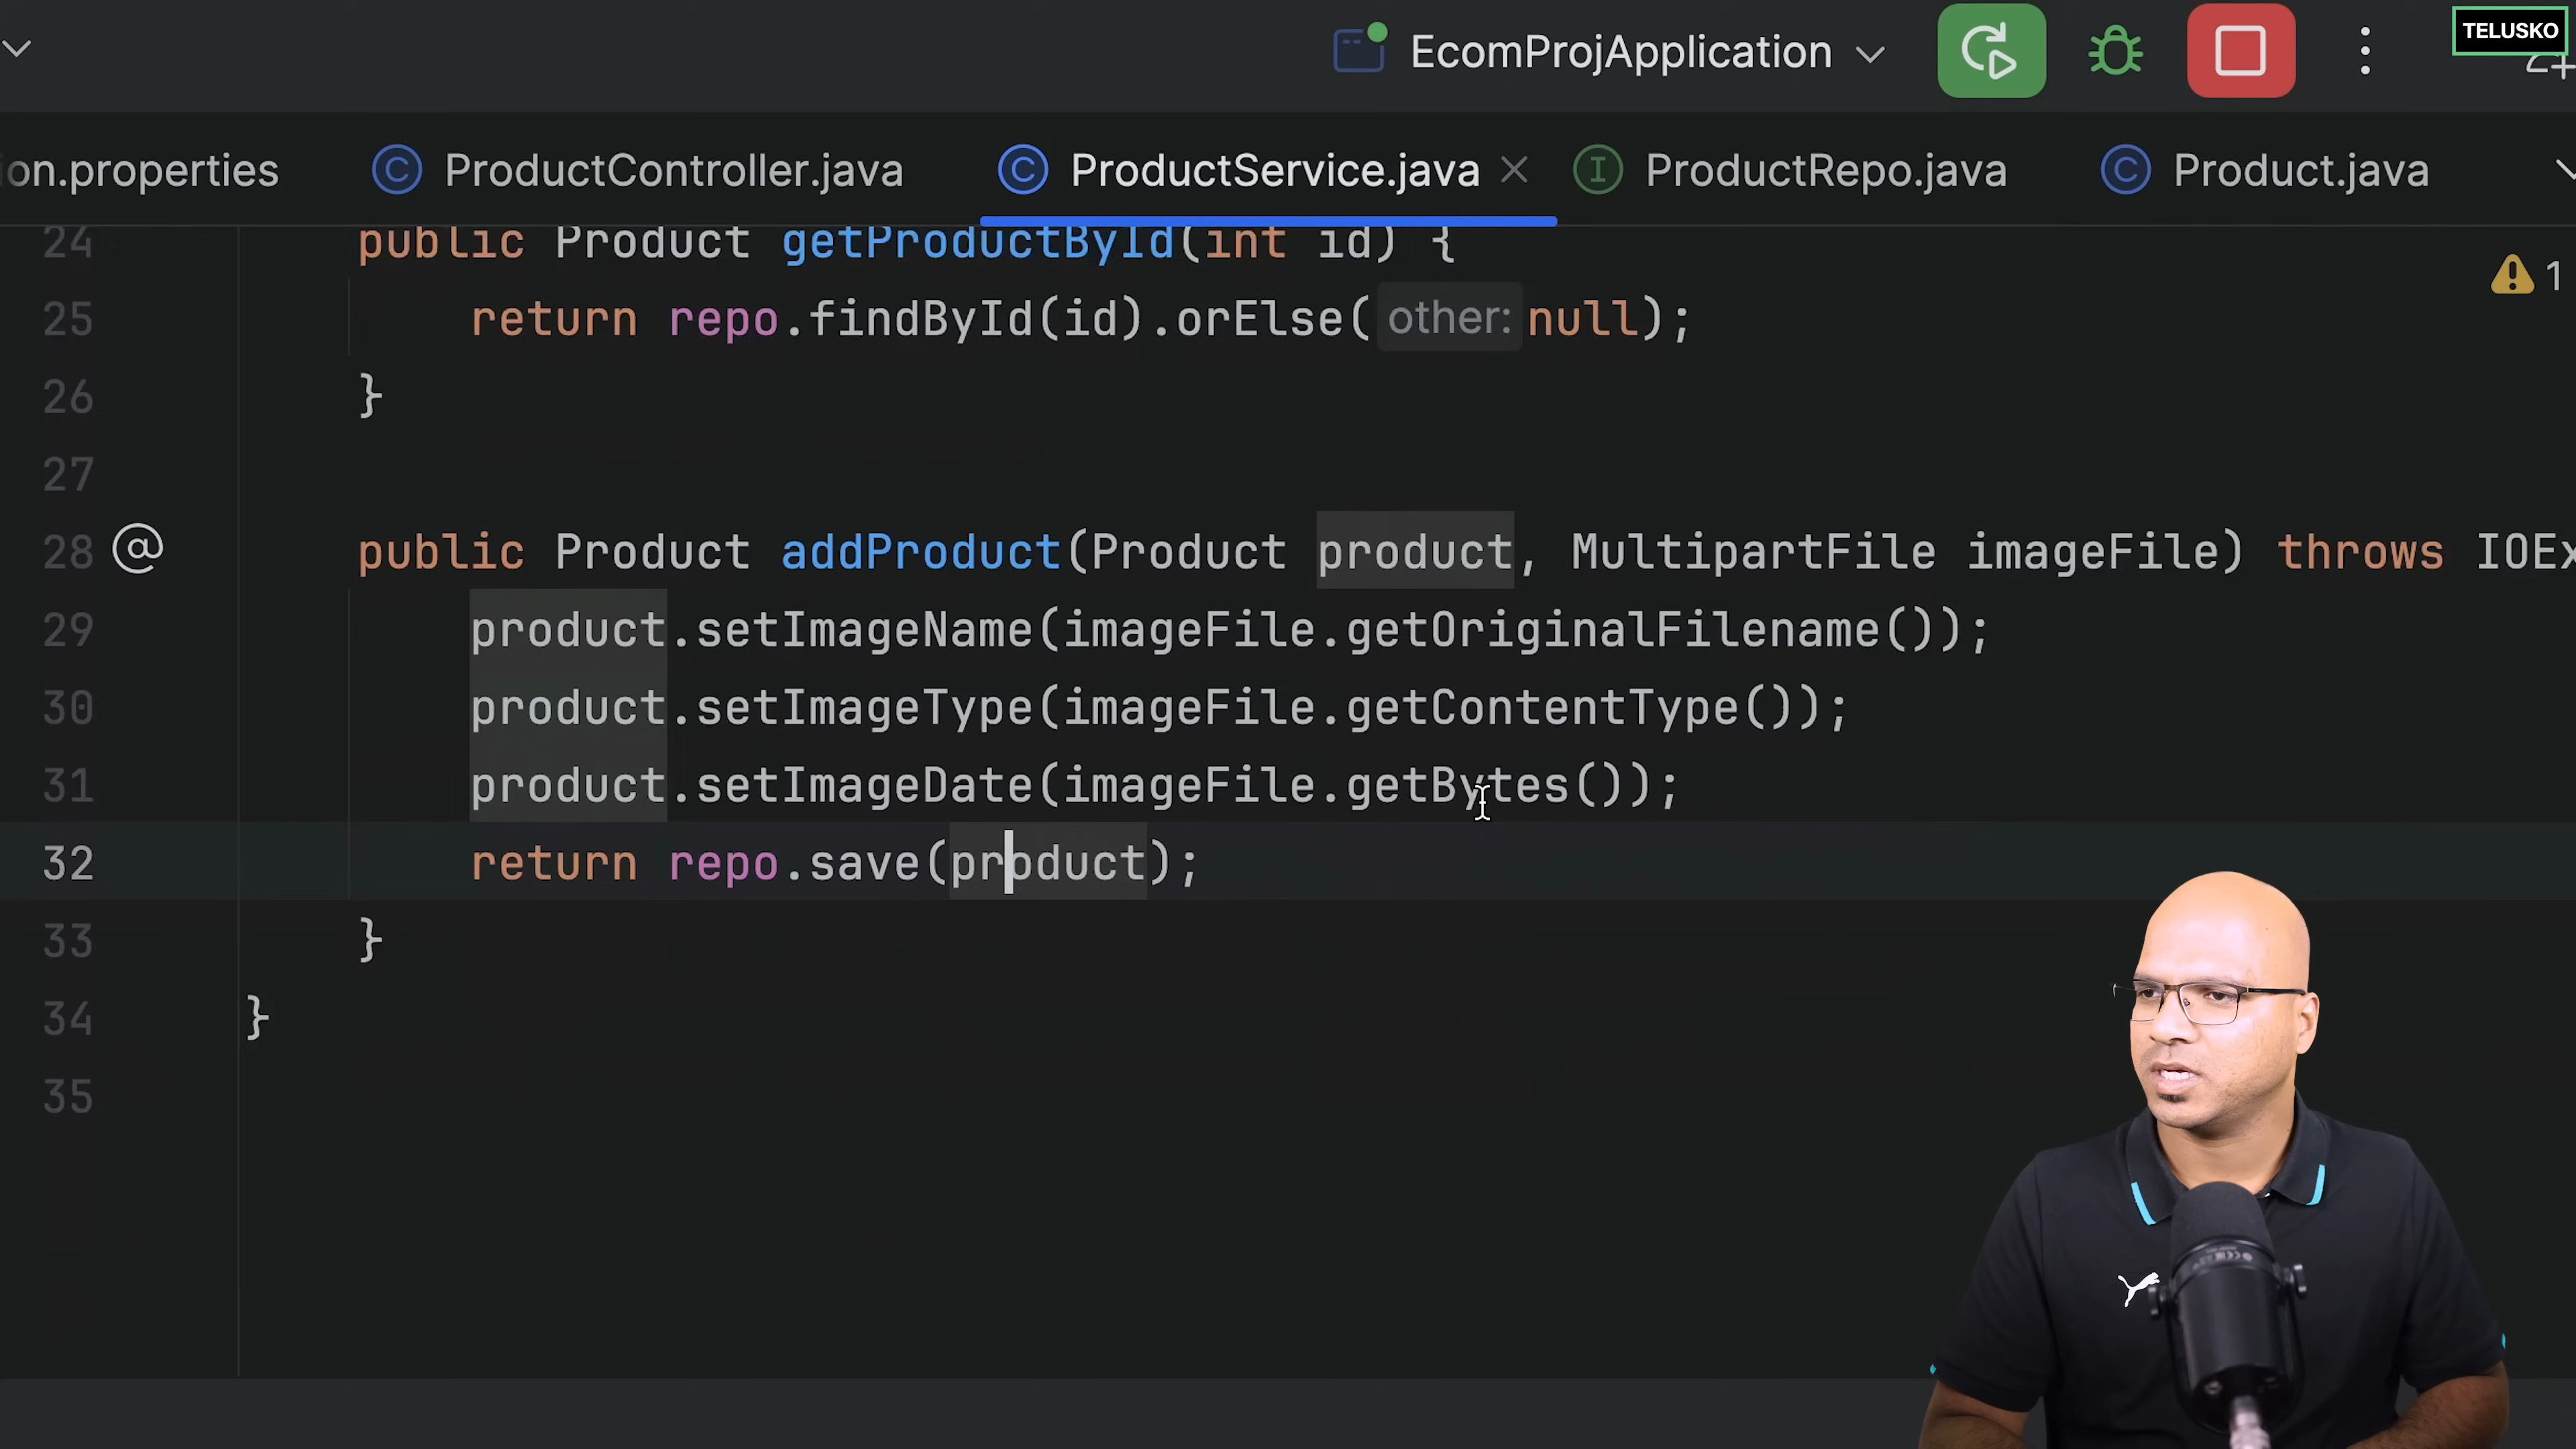 TELUSKO
EcomProjApplication
on.properties ProductController.java ProductService.java ProductRepo.java Product.java
24 public Product getProductById(int id) {
1
25 return repo.findById(id).orElse( other: null);
26 }
27
28 public Product addProduct(Product product, MultipartFile imageFile) throws IOEx
29 product.setImageName(imageFile.getOriginalFilename());
30 product.setImageType(imageFile.getContentType());
31 product.setImageDate(imageFile.getBytes());
32 return repo.save(product);
33 }
34 }
35